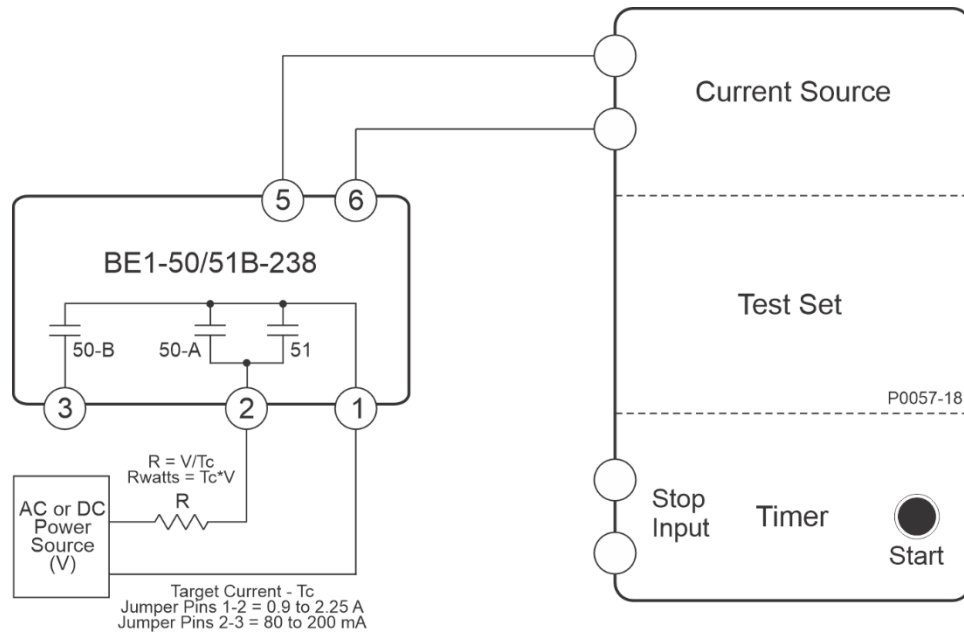 Current Source
5
6
BE1-50/51B-238
50-B
50-A
51
Test Set
P0057-18
3
2
1
R = V/Tc
Rwatts = Tc*V
R
AC or DC
Power
Source
(V)
Target Current - Tc
Jumper Pins 1-2 = 0.9 to 2.25 A
Jumper Pins 2-3 = 80 to 200 mA
Stop
Input
Timer
Start